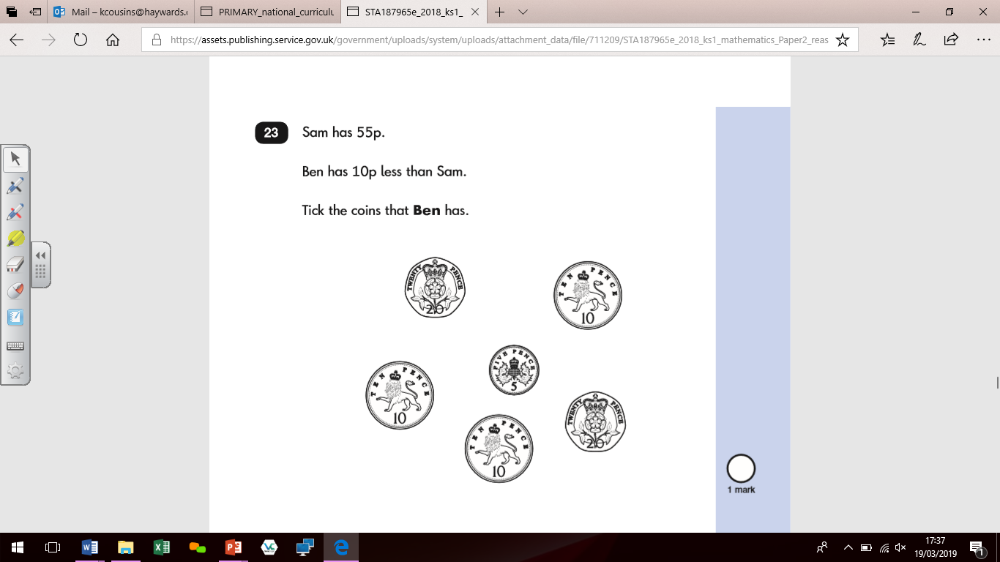 Mail – kcousins@haywards.
PRIMARY_national_curricul
STA187965e_2018_ks1_
https://assets.publishing.service.gov.uk/government/uploads/system/uploads/attachment_data/file/711209/STA187965e_2018_ks1_mathematics_Paper2_reas
23 Sam has 55p.
Ben has 10p less than Sam.
Tick the coins that Ben has.
TWENTY PENCE
20
TEN PENCE
10
FIVE PENCE
5
TEN PENCE
10
TWENTY PENCE
20
TEN PENCE
10
1 mark
17:37
19/03/2019
1